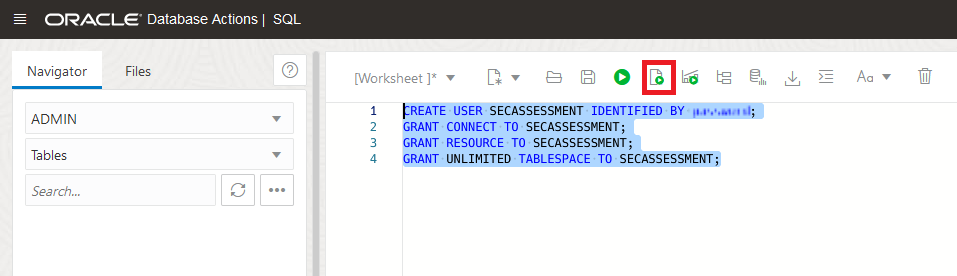 ORACLE Database Actions | SQL
Navigator
Files
?
[Worksheet ]*
Aa
ADMIN
Tables
Search...
1 CREATE USER SECASSESSMENT IDENTIFIED BY ;
2 GRANT CONNECT TO SECASSESSMENT;
3 GRANT RESOURCE TO SECASSESSMENT;
4 GRANT UNLIMITED TABLESPACE TO SECASSESSMENT;